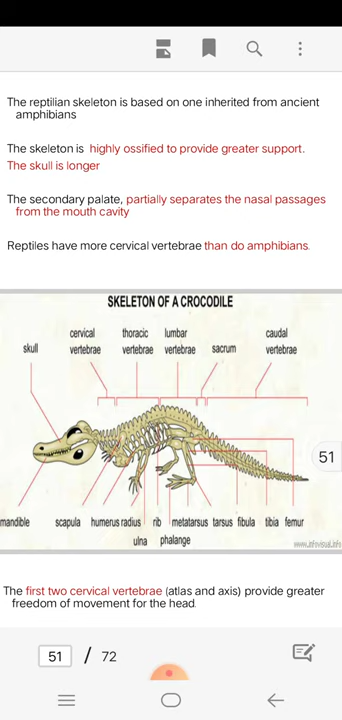 The reptilian skeleton is based on one inherited from ancient
amphibians
The skeleton is highly ossified to provide greater support.
The skull is longer
The secondary palate, partially separates the nasal passages
from the mouth cavity
Reptiles have more cervical vertebrae than do amphibians.
SKELETON OF A CROCODILE
skull
cervical vertebrae
thoracic vertebrae
lumbar vertebrae
sacrum
caudal vertebrae
51
mandible
scapula
humerus
radius
ulna
rib
phalange
metatarsus
tarsus
fibula
tibia
femur
www.infovisual.info
The first two cervical vertebrae (atlas and axis) provide greater
freedom of movement for the head.
51 / 72